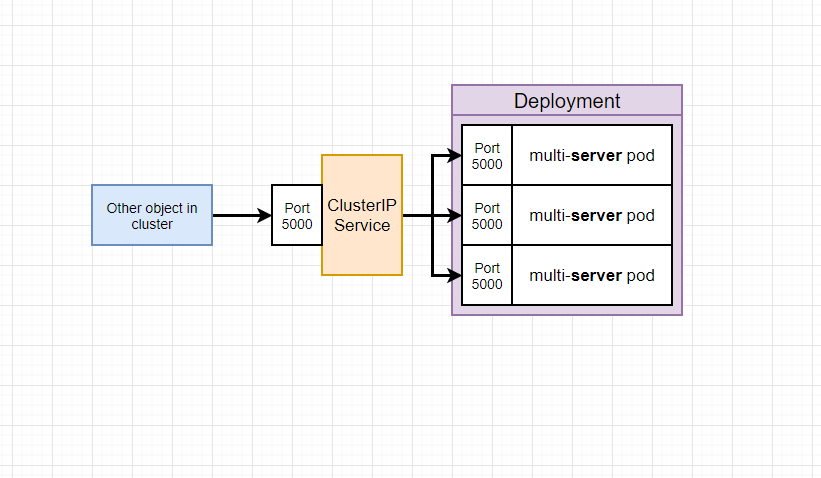 Deployment
Port
5000
multi-server pod
Other object in
cluster
Port
5000
ClusterIP
Service
Port
5000
multi-server pod
Port
5000
multi-server pod